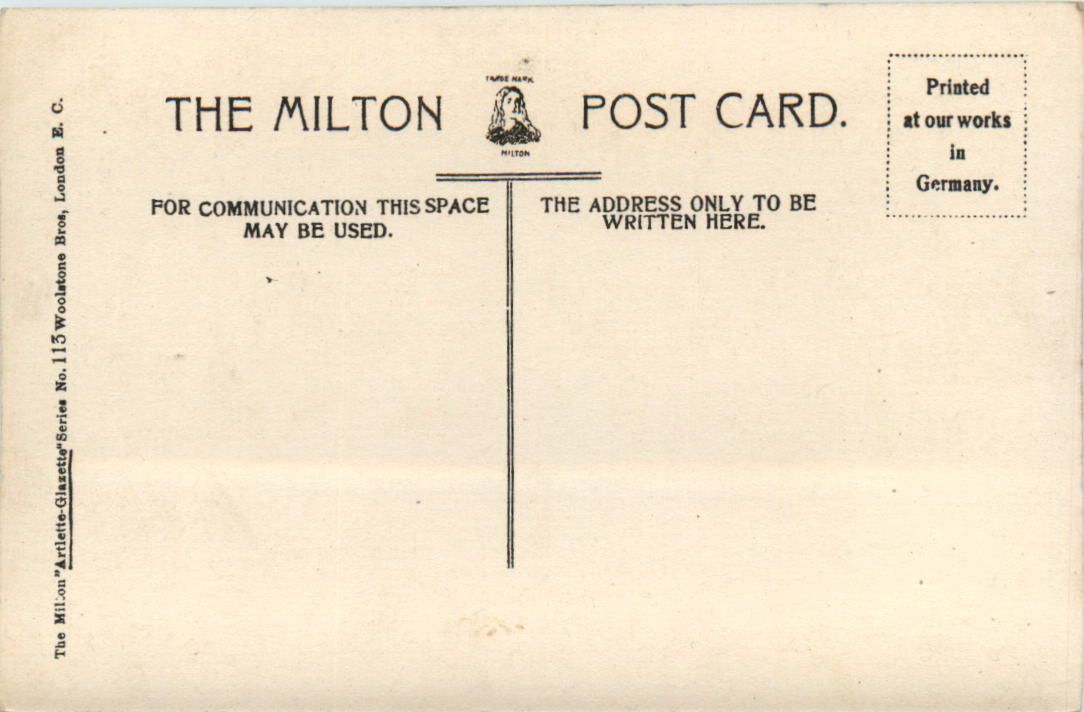 TRADE MARK
THE MILTON POST CARD.
MILTON
Printed
at our works
in
Germany.
FOR COMMUNICATION THIS SPACE
MAY BE USED.
THE ADDRESS ONLY TO BE
WRITTEN HERE.
The Milton "Artlette-Glazette" Series No. 113 Woolstone Bros, London E. C.